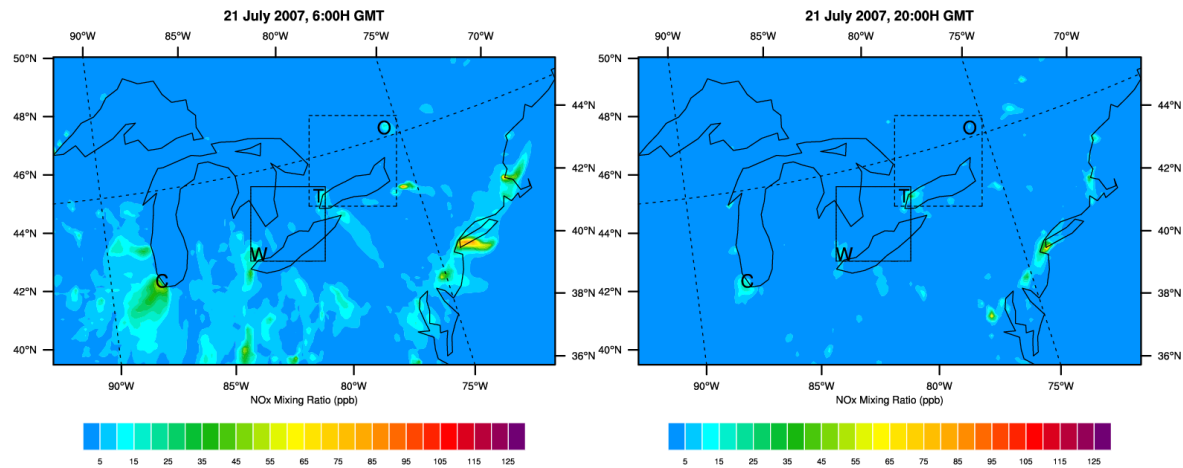 21 July 2007, 6:00H GMT
90°W 85°W 80°W 75°W 70°W
50°N
48°N
46°N
44°N
42°N
40°N
44°N
42°N
40°N
38°N
36°N
O
T
W
C
90°W 85°W 80°W 75°W
NOx Mixing Ratio (ppb)
5 15 25 35 45 55 65 75 85 95 105 115 125
21 July 2007, 20:00H GMT
90°W 85°W 80°W 75°W 70°W
50°N
48°N
46°N
44°N
42°N
40°N
44°N
42°N
40°N
38°N
36°N
O
T
W
C
90°W 85°W 80°W 75°W
NOx Mixing Ratio (ppb)
5 15 25 35 45 55 65 75 85 95 105 115 125